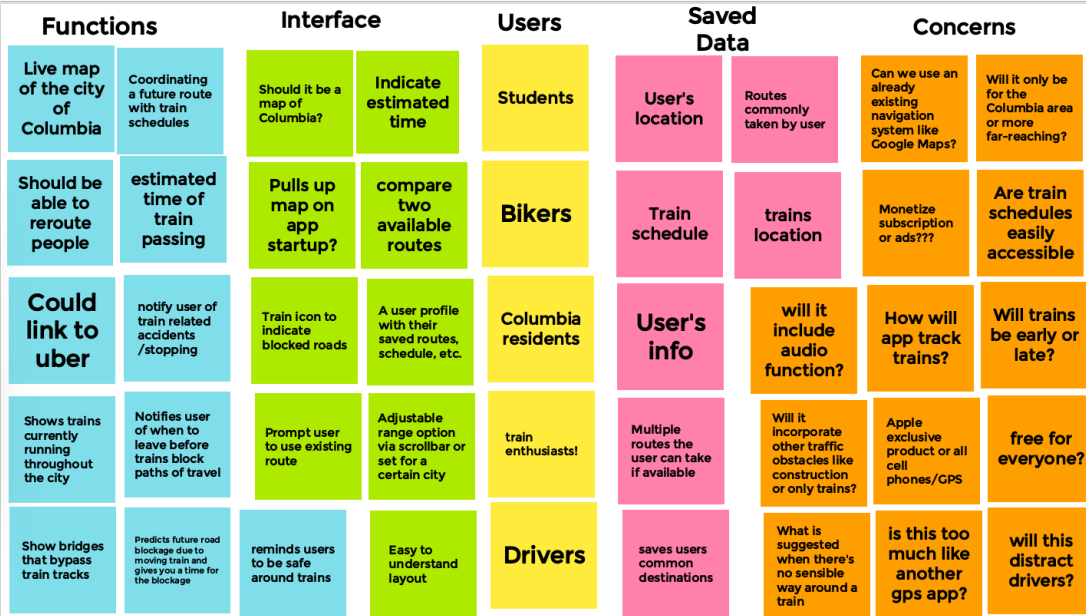 Functions
Interface
Users
Saved
Data
Concerns
Live map
of the city
of
Columbia
Coordinating
a future route
with train
schedules
Should be
able to
reroute
people
estimated
time of
train
passing
Could
link to
uber
notify user of
train related
accidents
/stopping
Shows trains
currently
running
throughout
the city
Notifies user
of when to
leave before
trains block
paths of travel
Show bridges
that bypass
train tracks
Predicts future road
blockage due to
moving train and
gives you a time for
the blockage
reminds users
to be safe
around trains
Should it be a
map of
Columbia?
Indicate
estimated
time
Pulls up
map on
app
startup?
compare
two
available
routes
Train icon to
indicate
blocked roads
A user profile
with their
saved routes,
schedule, etc.
Prompt user
to use existing
route
Adjustable
range option
via scrollbar or
set for a
certain city
Easy to
understand
layout
Students
Bikers
Columbia
residents
train
enthusiasts!
Drivers
User's
location
Routes
commonly
taken by user
Train
schedule
trains
location
User's
info
Multiple
routes the
user can take
if available
saves users
common
destinations
Can we use an
already
existing
navigation
system like
Google Maps?
Will it only be
for the
Columbia area
or more
far-reaching?
Monetize
subscription
or ads???
Are train
schedules
easily
accessible
will it
include
audio
function?
How will
app track
trains?
Will trains
be early or
late?
Will it
incorporate
other traffic
obstacles like
construction
or only trains?
Apple
exclusive
product or all
cell
phones/GPS
free for
everyone?
What is
suggested
when there's
no sensible
way around a
train
is this too
much like
another
gps app?
will this
distract
drivers?